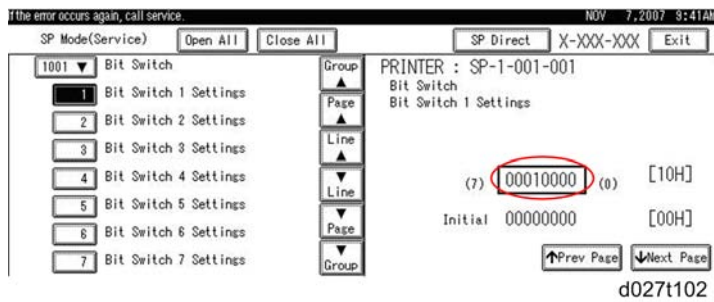 If the error occurs again, call service. NOV 7,2007 9:41AM
SP Mode(Service) Open All Close All SP Direct X-XXX-XXX Exit
1001 ▼ Bit Switch
1 Bit Switch 1 Settings
2 Bit Switch 2 Settings
3 Bit Switch 3 Settings
4 Bit Switch 4 Settings
5 Bit Switch 5 Settings
6 Bit Switch 6 Settings
7 Bit Switch 7 Settings
Group ▲
Page ▲
Line ▲
▼ Line
▼ Page
▼ Group
PRINTER : SP-1-001-001
Bit Switch
Bit Switch 1 Settings
(7) 00010000 (0) [10H]
Initial 00000000 [00H]
↑Prev Page ↓Next Page
d027t102